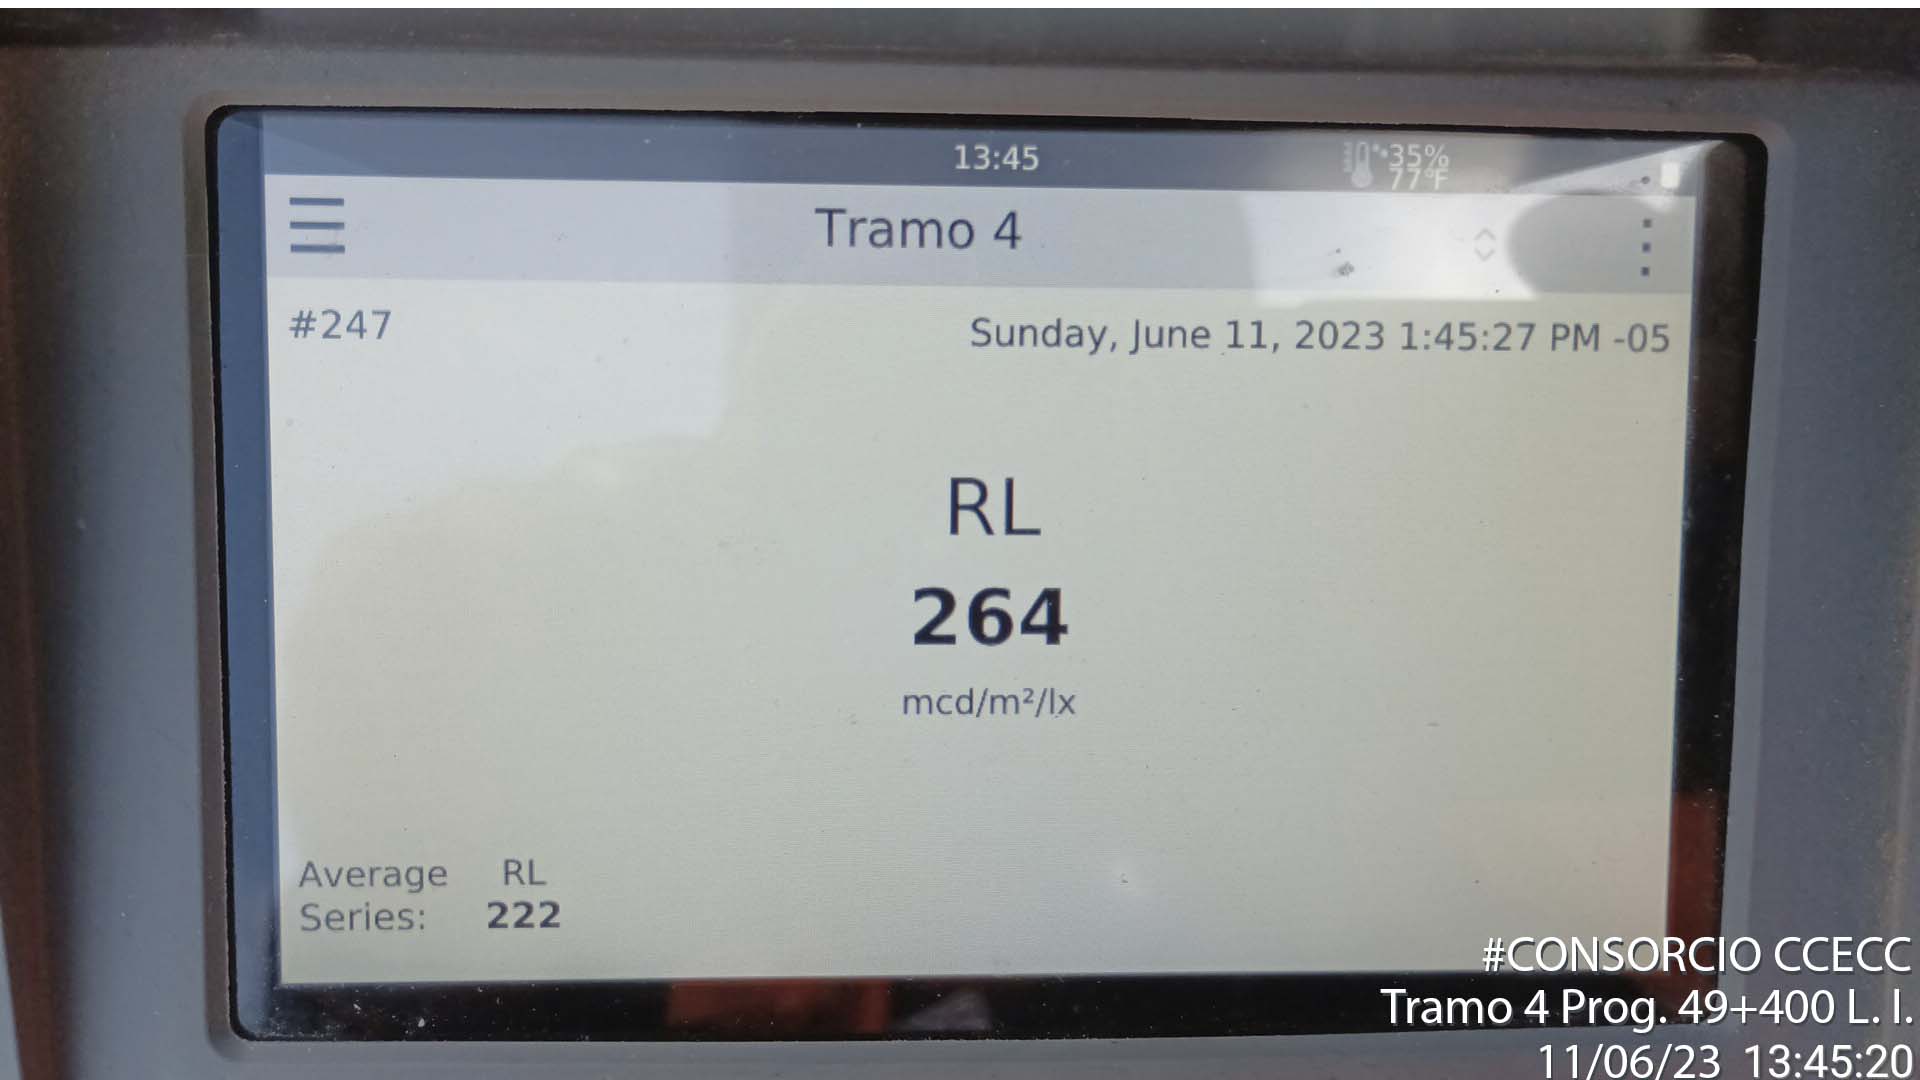 13:45
35%
77°F
Tramo 4
#247
Sunday, June 11, 2023 1:45:27 PM -05
RL
264
mcd/m²/lx
Average RL
Series: 222
#CONSORCIO CCECC
Tramo 4 Prog. 49+400 L. I.
11/06/23 13:45:20